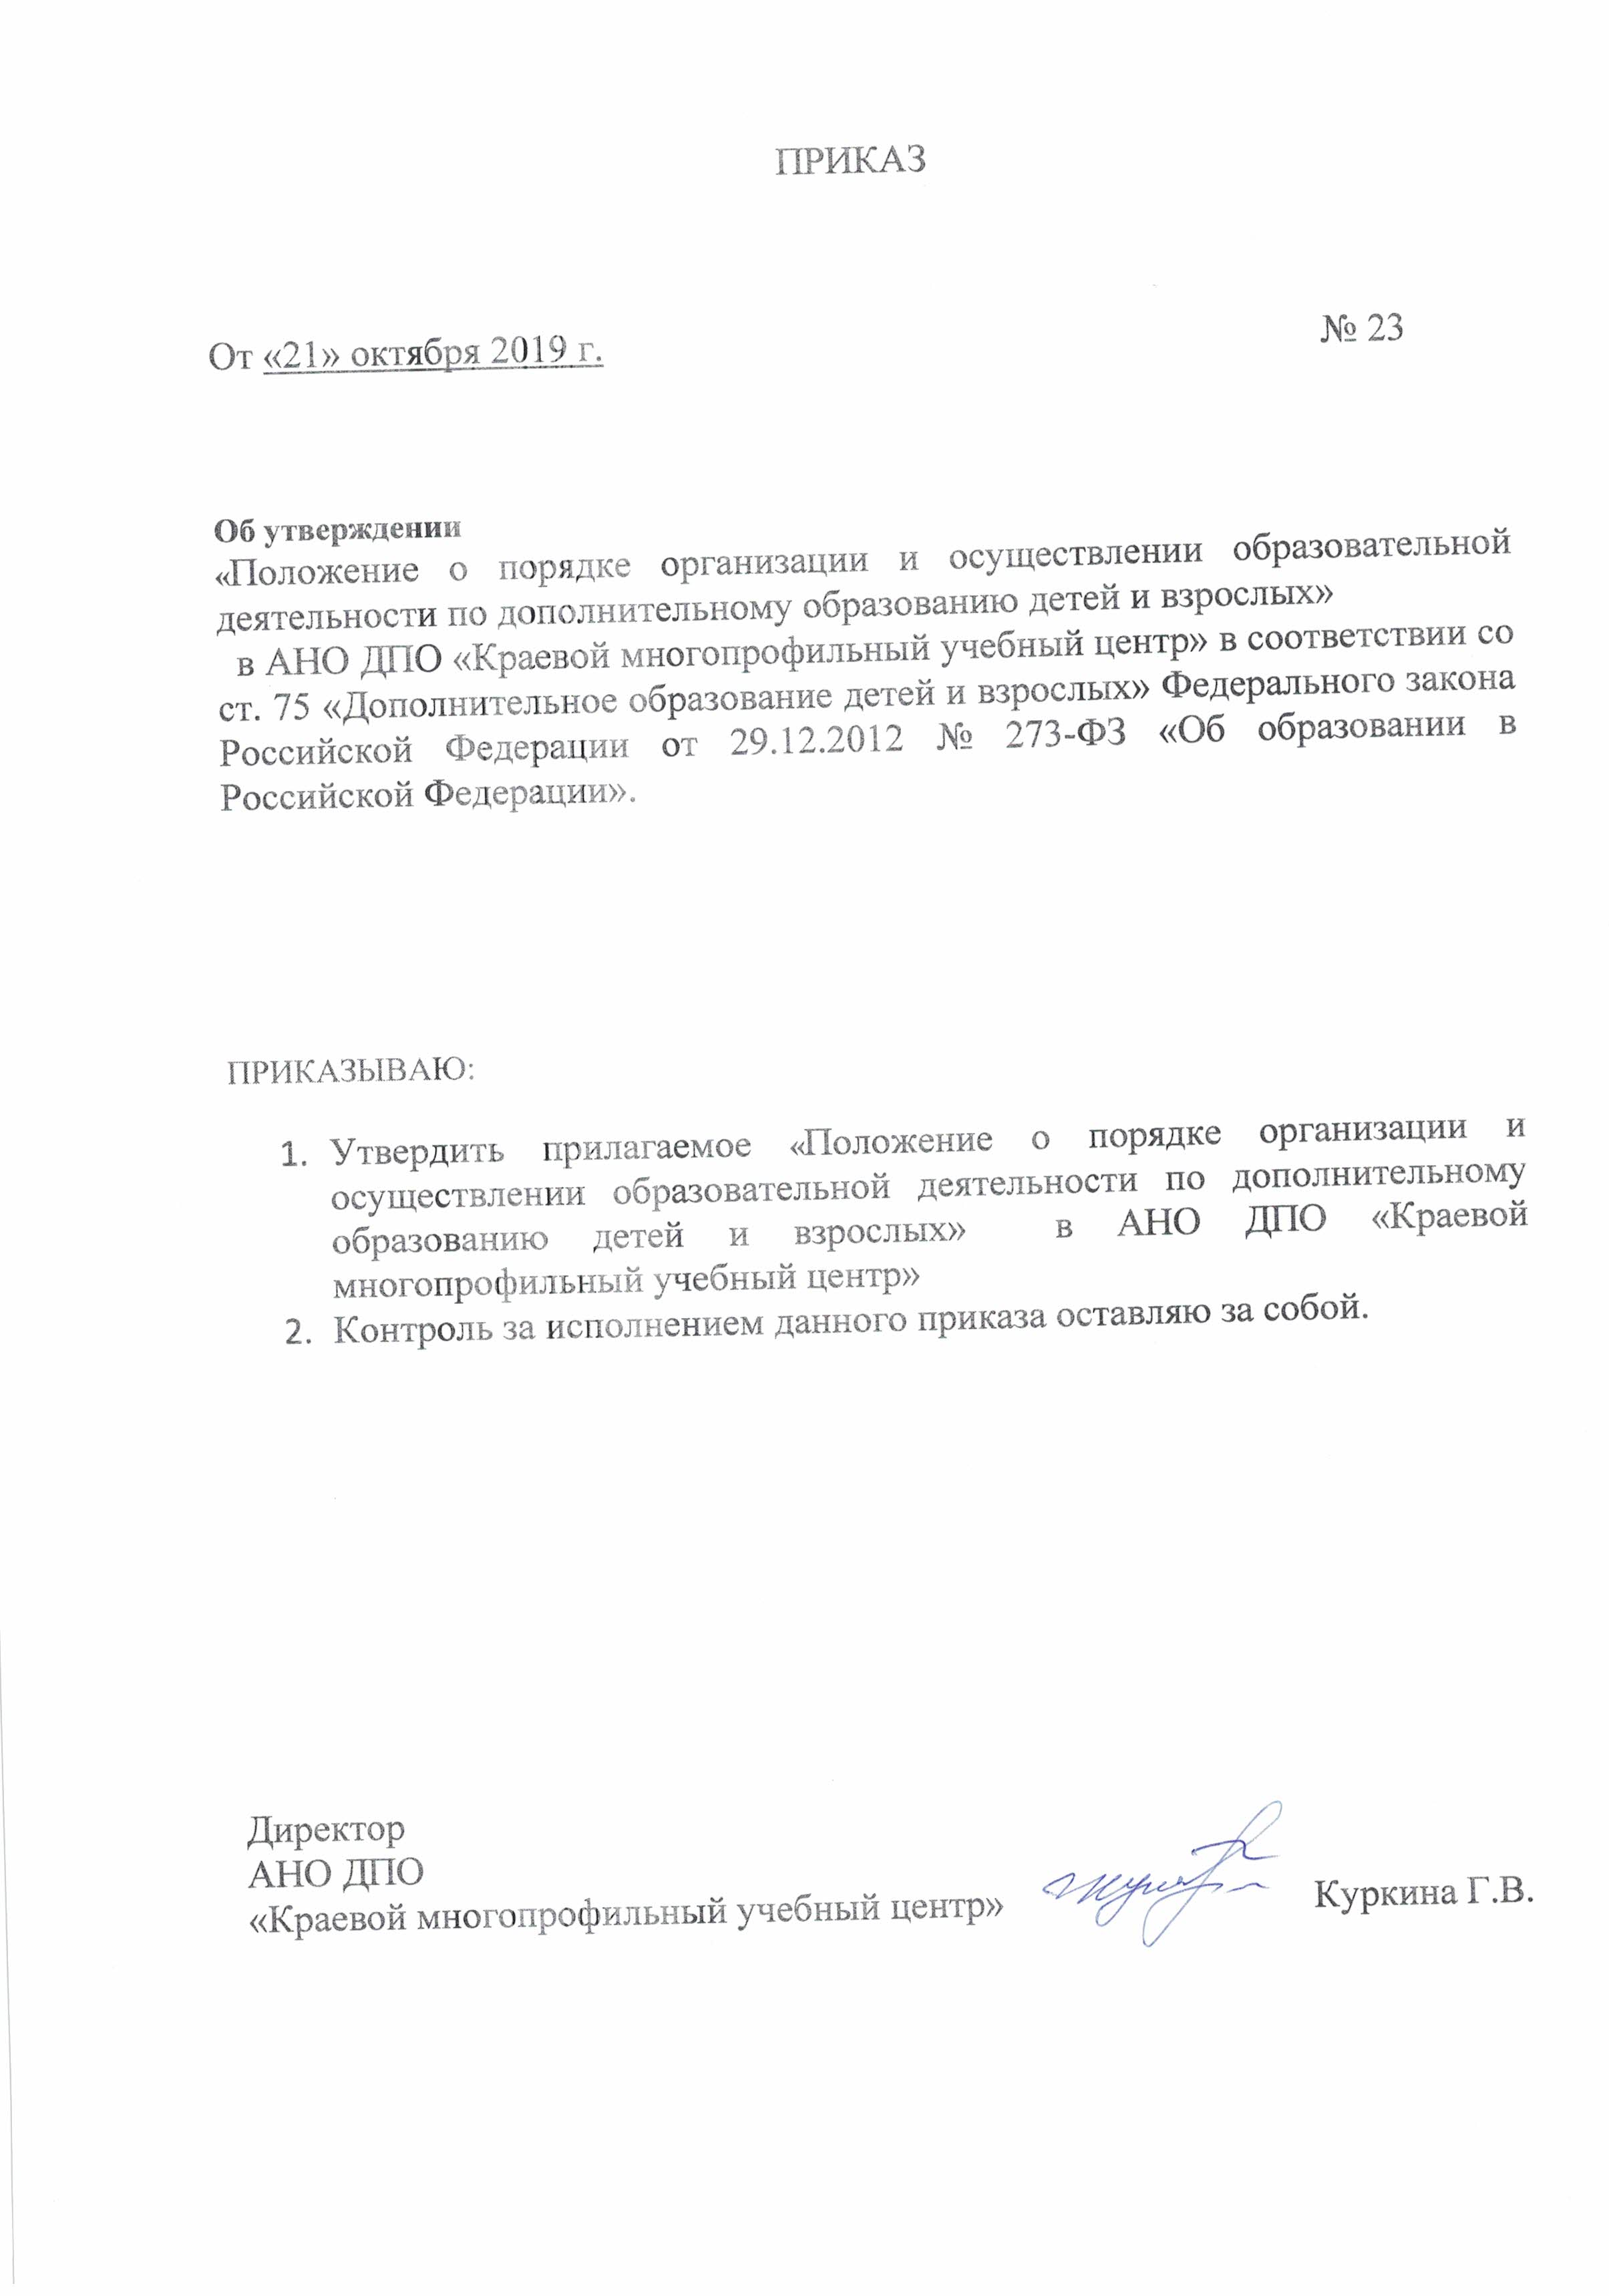 ПРИКАЗ
От «21» октября 2019 г.
№ 23
Об утверждении
«Положение о порядке организации и осуществлении образовательной
деятельности по дополнительному образованию детей и взрослых»
в АНО ДПО «Краевой многопрофильный учебный центр» в соответствии со
ст. 75 «Дополнительное образование детей и взрослых» Федерального закона
Российской Федерации от 29.12.2012 № 273-ФЗ «Об образовании в
Российской Федерации».
ПРИКАЗЫВАЮ:
1. Утвердить прилагаемое «Положение о порядке организации и
осуществлении образовательной деятельности по дополнительному
образованию детей и взрослых» в АНО ДПО «Краевой
многопрофильный учебный центр»
2. Контроль за исполнением данного приказа оставляю за собой.
Директор
АНО ДПО
«Краевой многопрофильный учебный центр» Куркина Г.В.